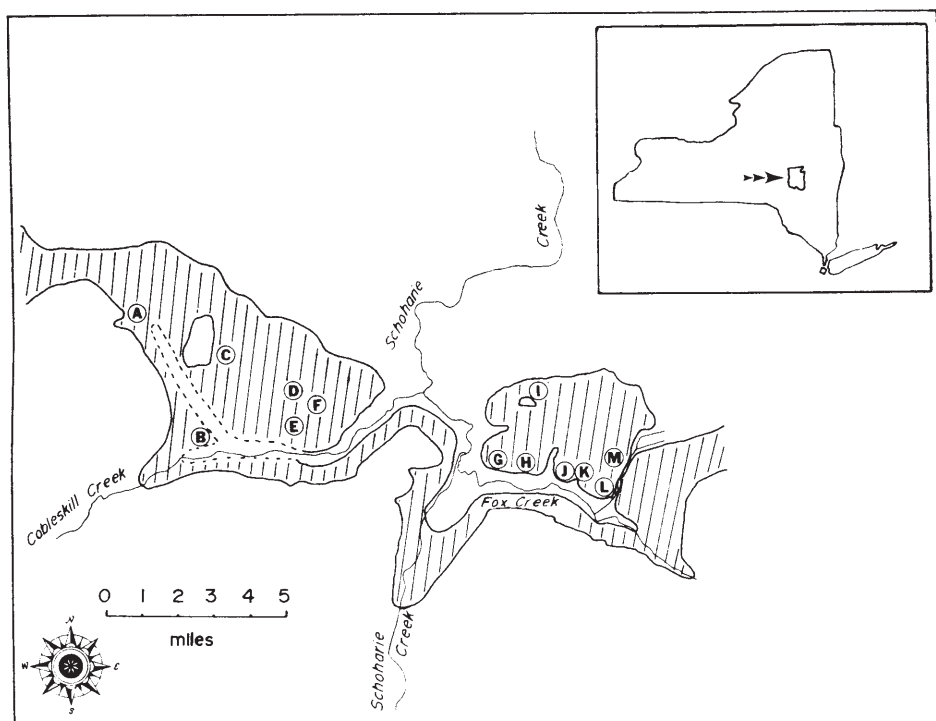 Schoharie
Creek
A
C
D
F
I
E
B
G
H
J
K
M
L
Cobleskill Creek
Fox Creek
0 1 2 3 4 5
miles
Schoharie
Creek
N
W
E
S